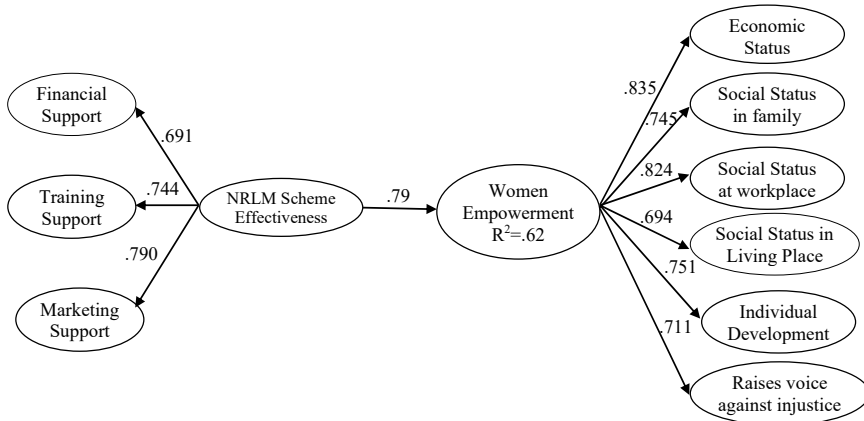 Economic
Status
.835
Financial
Support
Social Status
in family
.691
.745
Training
Support
.744
NRLM Scheme
Effectiveness
.79
Women
Empowerment
R²=.62
.824
Social Status
at workplace
.694
Social Status in
Living Place
.790
.751
Marketing
Support
Individual
Development
.711
Raises voice
against injustice